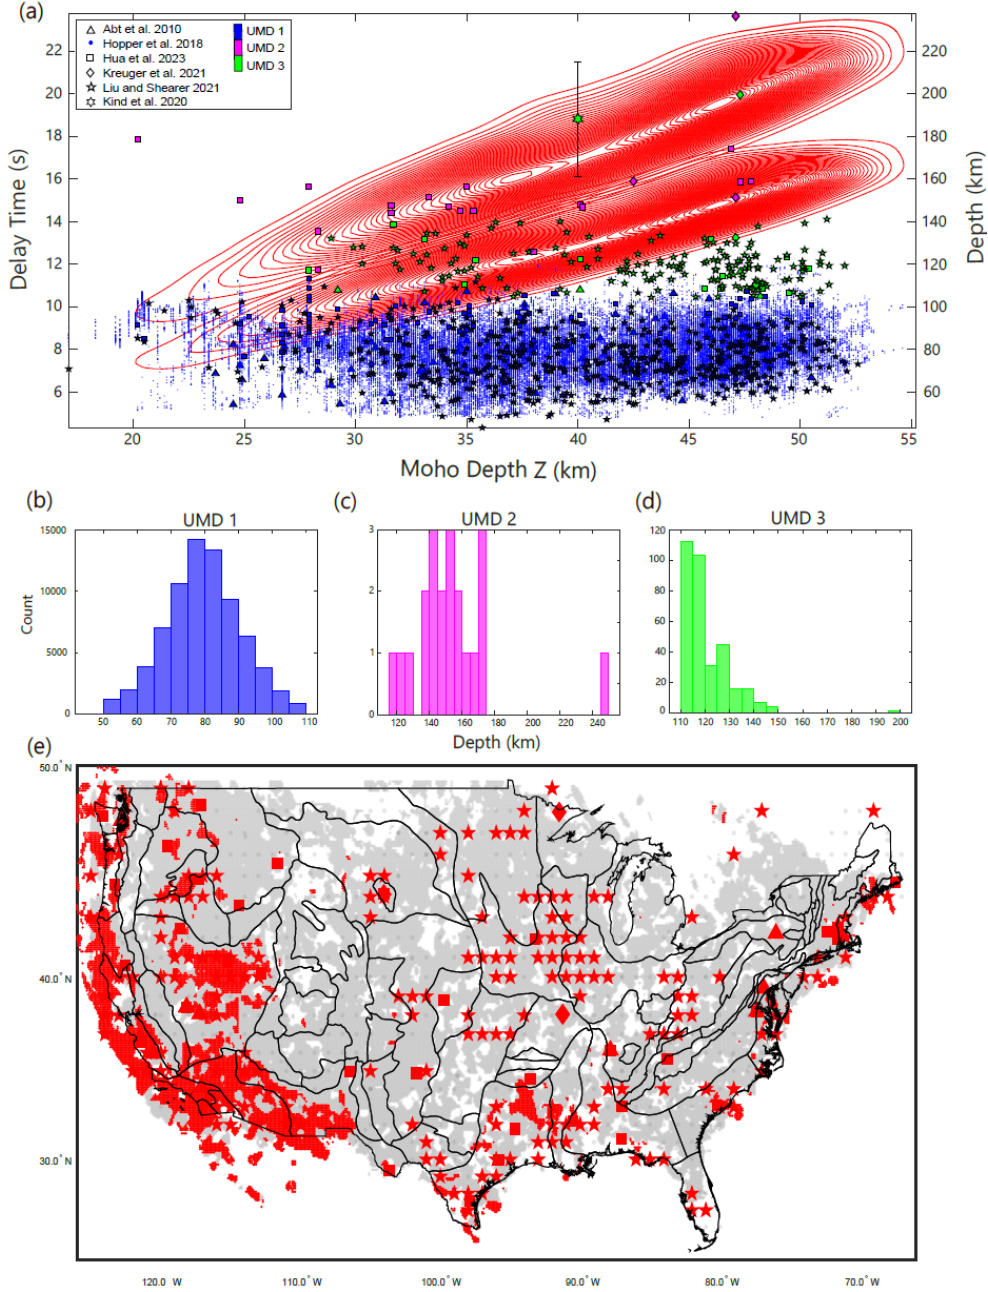 (a)
Abt et al. 2010
Hopper et al. 2018
Hua et al. 2023
Kreuger et al. 2021
Liu and Shearer 2021
Kind et al. 2020
UMD 1
UMD 2
UMD 3
22
20
18
16
14
12
10
8
6
Delay Time (s)
220
200
180
160
140
120
100
80
60
Depth (km)
20
25
30
35
40
45
50
55
Moho Depth Z (km)
(b)
UMD 1
15000
10000
5000
0
Count
50
60
70
80
90
100
110
(c)
UMD 2
3
2
1
0
120
140
160
180
200
220
240
Depth (km)
(d)
UMD 3
120
100
80
60
40
20
0
110
120
130
140
150
160
170
180
190
200
(e)
50.0° N
40.0° N
30.0° N
120.0° W
110.0° W
100.0° W
90.0° W
80.0° W
70.0° W